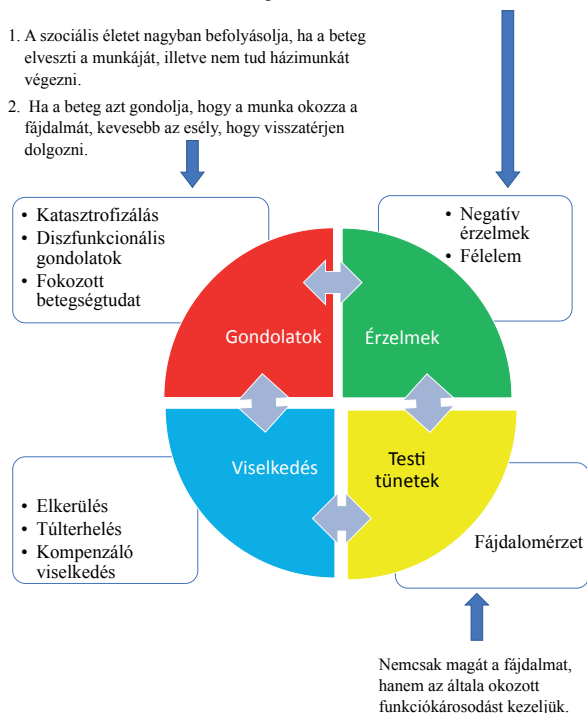 1. A szociális életet nagyban befolyásolja, ha a beteg
elveszti a munkáját, illetve nem tud házimunkát
végezni.
2. Ha a beteg azt gondolja, hogy a munka okozza a
fájdalmát, kevesebb az esély, hogy visszatérjen
dolgozni.
• Katasztrofizálás
• Diszfunkcionális
gondolatok
• Fokozott
betegségtudat
• Negatív
érzelmek
• Félelem
Gondolatok
Érzelmek
Viselkedés
Testi
tünetek
• Elkerülés
• Túlterhelés
• Kompenzáló
viselkedés
Fájdalomérzet
Nemcsak magát a fájdalmat,
hanem az általa okozott
funkciókárosodást kezeljük.